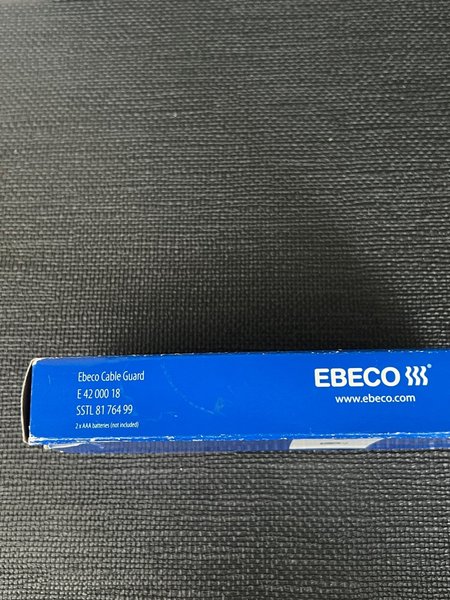 Ebeco Cable Guard
E 42 000 18
SSTL 81 764 99
2 x AAA batteries (not included)
EBECO
www.ebeco.com